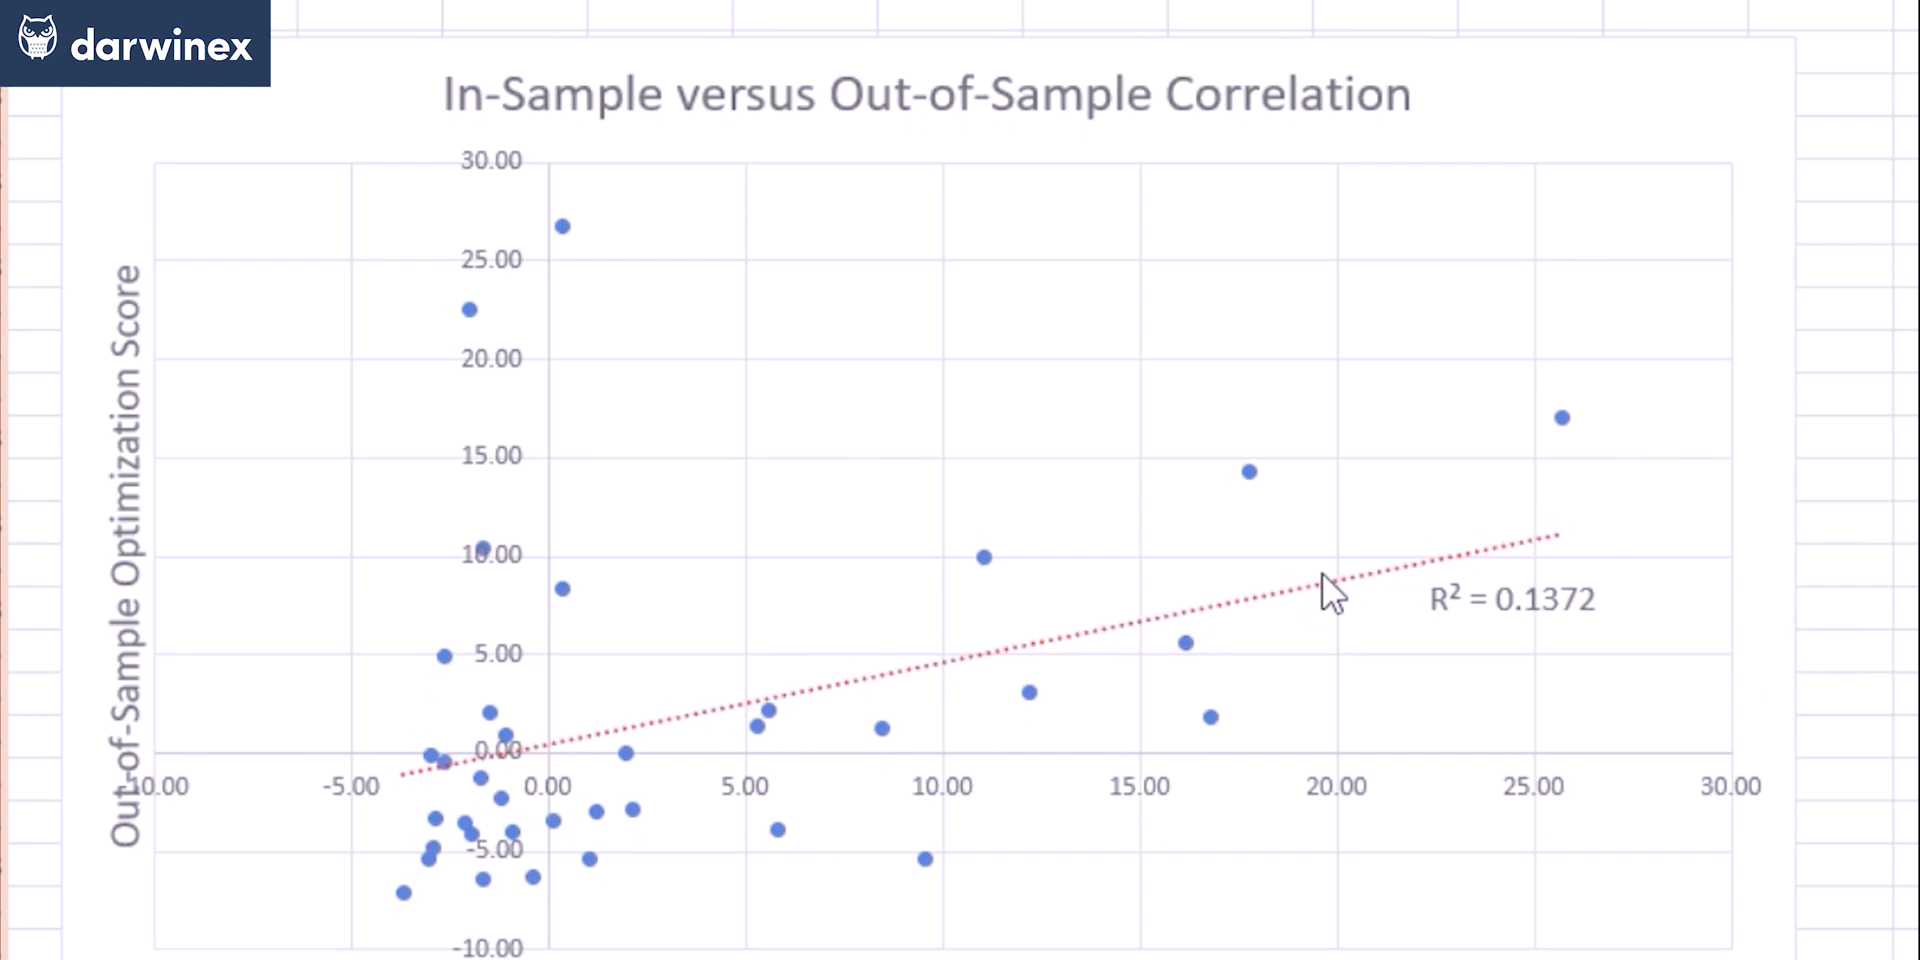 darwinex
In-Sample versus Out-of-Sample Correlation
Out-of-Sample Optimization Score
30.00
25.00
20.00
15.00
10.00
5.00
0.00
-5.00
-10.00
-10.00 -5.00 0.00 5.00 10.00 15.00 20.00 25.00 30.00
R² = 0.1372